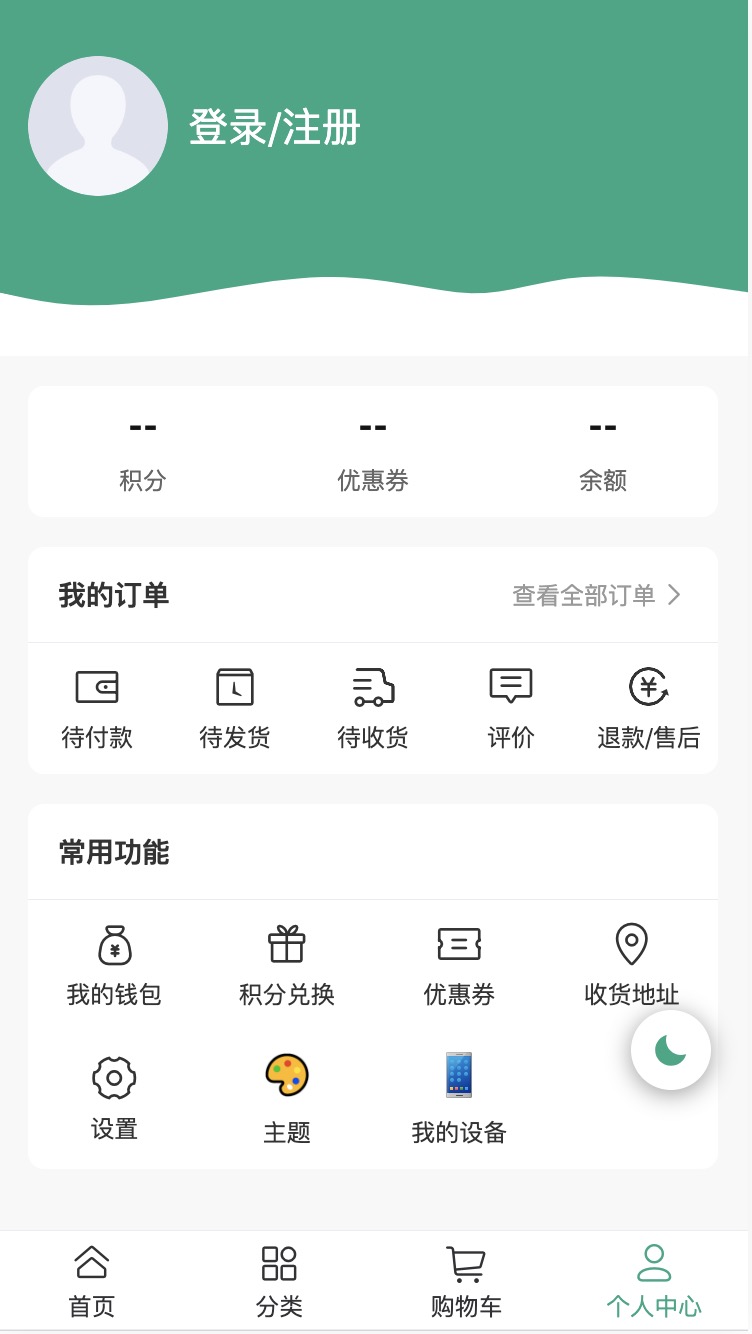 登录/注册
-- -- --
积分 优惠券 余额
我的订单 查看全部订单
待付款 待发货 待收货 评价 退款/售后
常用功能
我的钱包 积分兑换 优惠券 收货地址
设置 主题 我的设备
首页 分类 购物车 个人中心